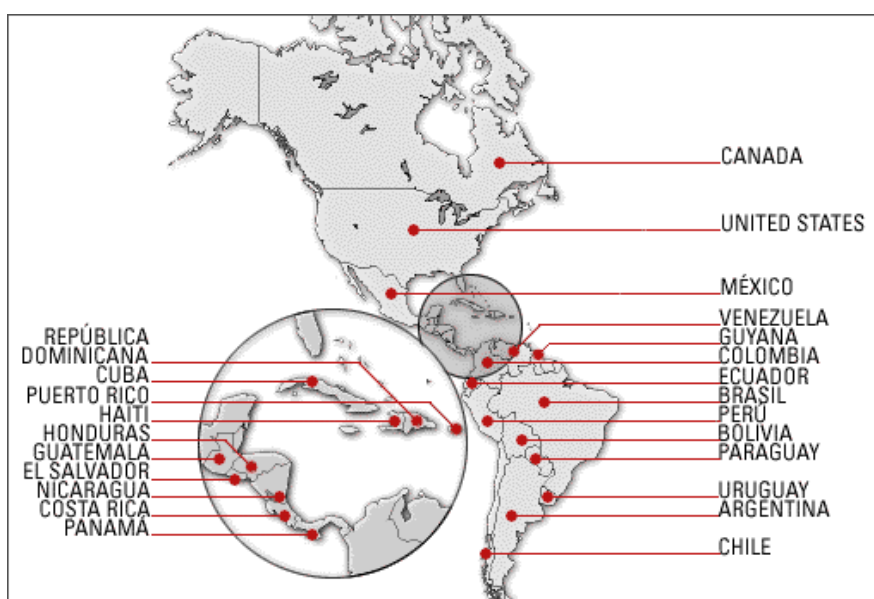 CANADA
UNITED STATES
MÉXICO
VENEZUELA
GUYANA
COLOMBIA
ECUADOR
BRASIL
PERÚ
BOLIVIA
PARAGUAY
URUGUAY
ARGENTINA
CHILE
REPÚBLICA
DOMINICANA
CUBA
PUERTO RICO
HAITI
HONDURAS
GUATEMALA
EL SALVADOR
NICARAGUA
COSTA RICA
PANAMÁ